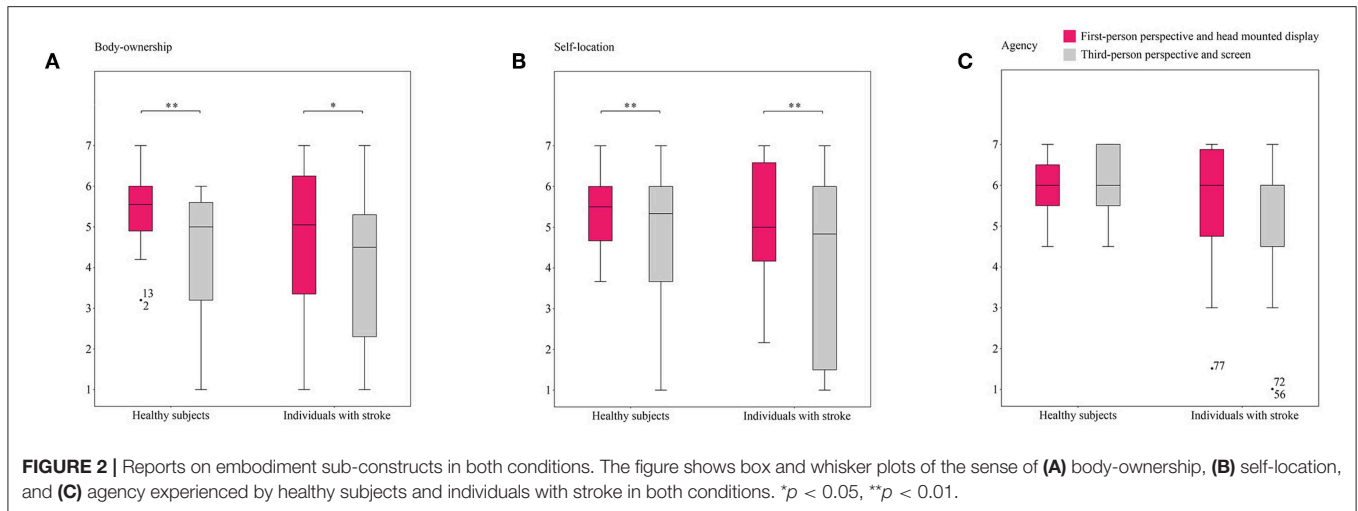 Body-ownership
A
**
*
7
6
5
4
3
2
1
13
2
Healthy subjects
Individuals with stroke
Self-location
B
**
**
7
6
5
4
3
2
1
Healthy subjects
Individuals with stroke
First-person perspective and head mounted display
Third-person perspective and screen
Agency
C
7
6
5
4
3
2
1
77
72
56
Healthy subjects
Individuals with stroke
FIGURE 2 | Reports on embodiment sub-constructs in both conditions. The figure shows box and whisker plots of the sense of (A) body-ownership, (B) self-location,
and (C) agency experienced by healthy subjects and individuals with stroke in both conditions. *p < 0.05, **p < 0.01.